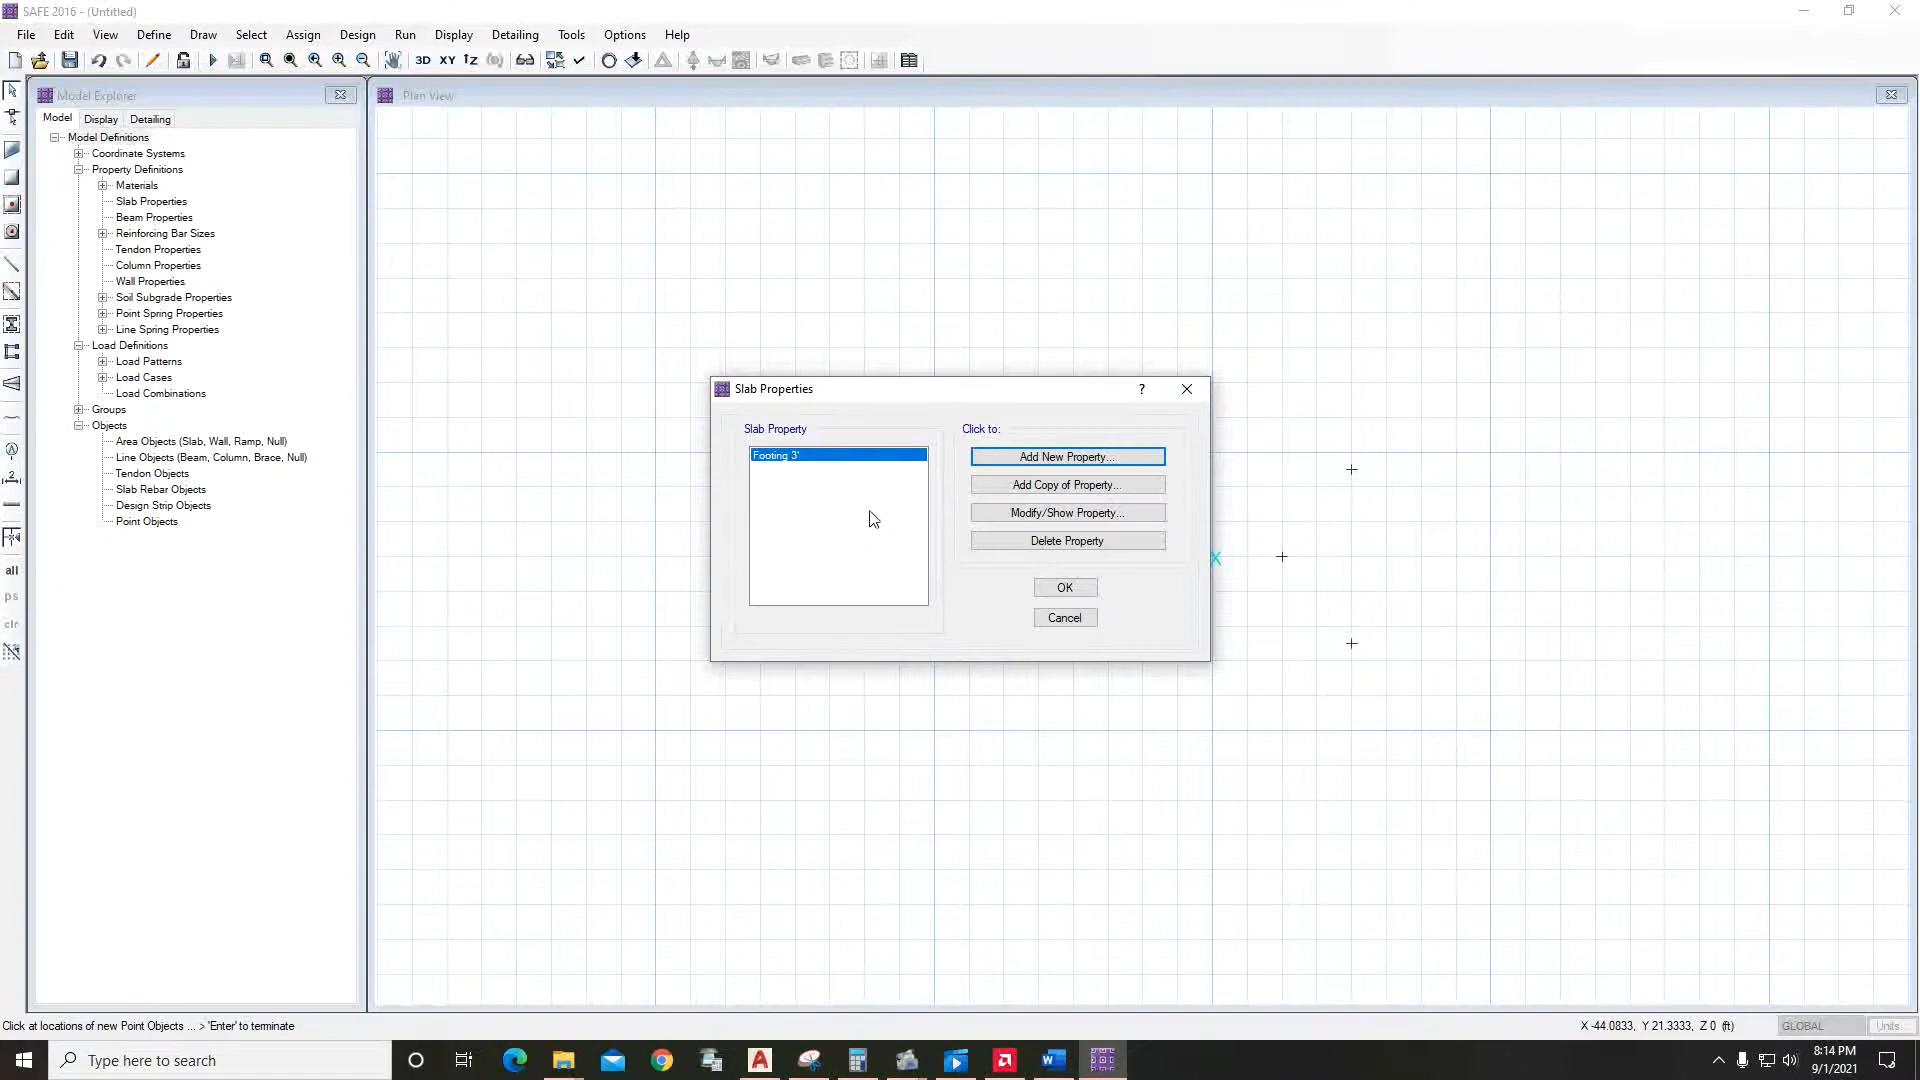 SAFE 2016 - (Untitled)
File Edit View Define Draw Select Assign Design Run Display Detailing Tools Options Help
3D XY
Model Explorer
Plan View
Model Display Detailing
Model Definitions
Coordinate Systems
Property Definitions
Materials
Slab Properties
Beam Properties
Reinforcing Bar Sizes
Tendon Properties
Column Properties
Wall Properties
Soil Subgrade Properties
Point Spring Properties
Line Spring Properties
Load Definitions
Load Patterns
Load Cases
Load Combinations
Groups
Objects
Area Objects (Slab, Wall, Ramp, Null)
Line Objects (Beam, Column, Brace, Null)
Tendon Objects
Slab Rebar Objects
Design Strip Objects
Point Objects
all
ps
clr
Slab Properties ?
Slab Property
Footing 3'
Click to:
Add New Property...
Add Copy of Property...
Modify/Show Property...
Delete Property
OK
Cancel
X
Click at locations of new Point Objects ... > 'Enter' to terminate
X -44.0833, Y 21.3333, Z 0 (ft)
GLOBAL
Units...
Type here to search
8:14 PM
9/1/2021